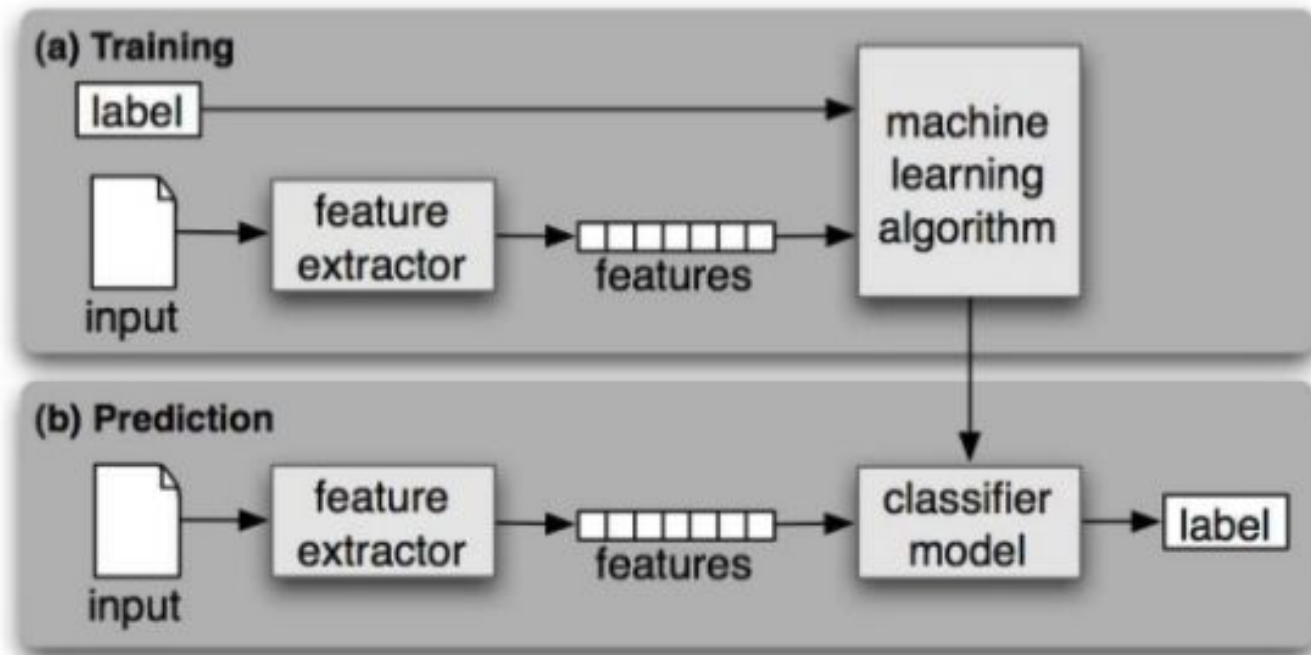 (a) Training
label
machine
learning
algorithm
feature
extractor
features
input
(b) Prediction
feature
extractor
features
classifier
model
label
input